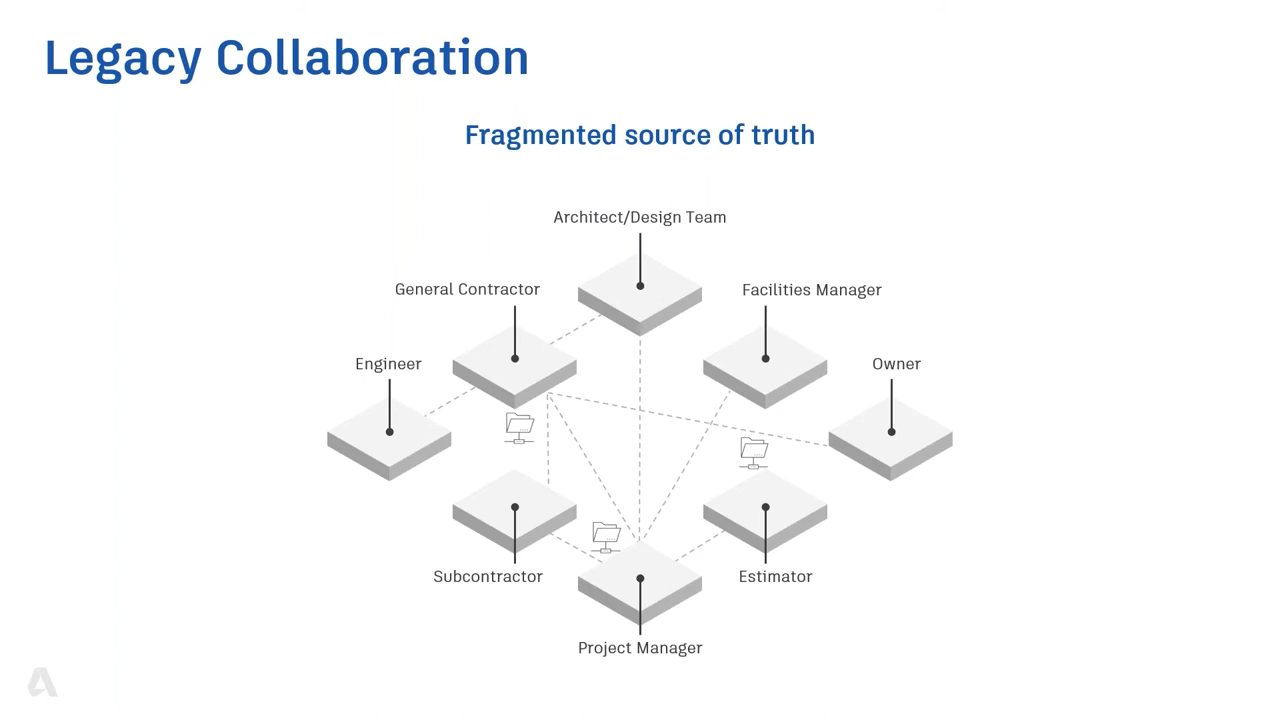 Legacy Collaboration
Fragmented source of truth
Architect/Design Team
General Contractor
Facilities Manager
Engineer
Owner
Subcontractor
Estimator
Project Manager